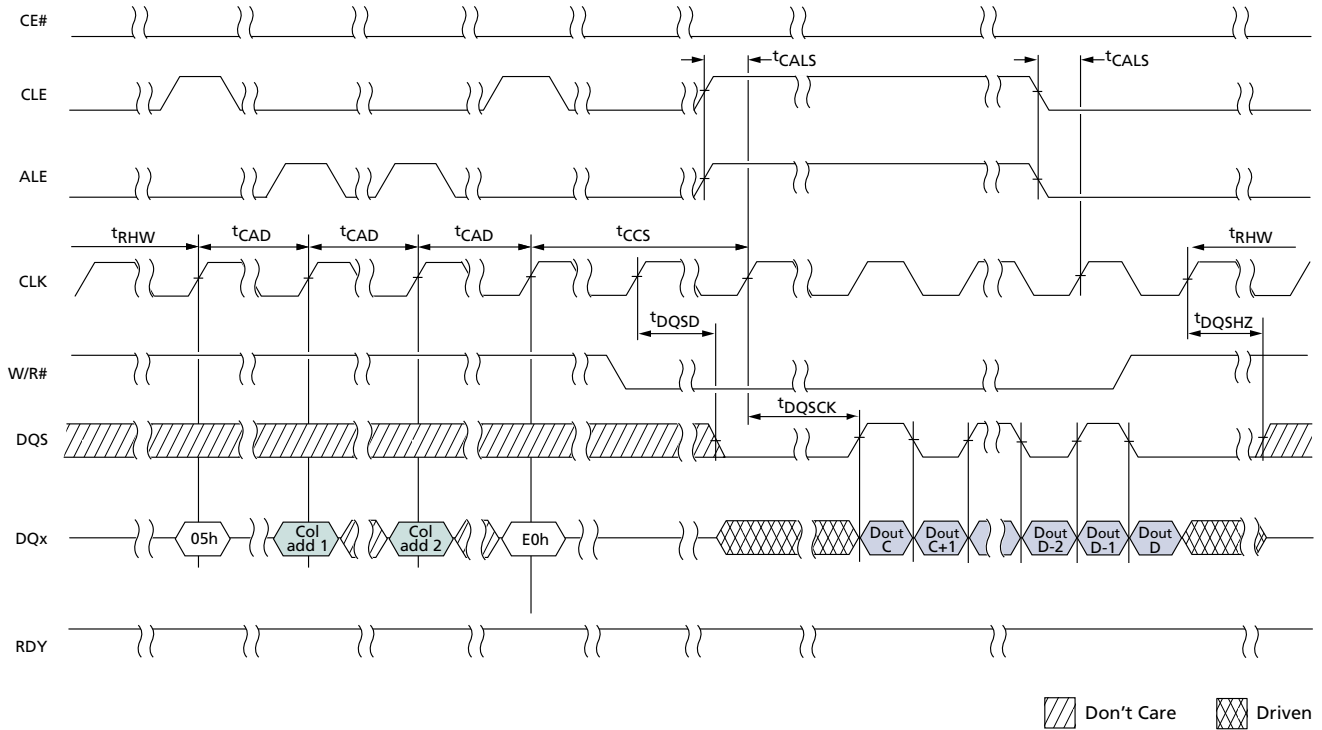 CE#
tCALS tCALS
CLE
ALE
tRHW tCAD tCAD tCAD tCCS tRHW
CLK
tDQSD tDQSHZ
W/R#
tDQSCK
DQS
DQx
05h
Col
add 1
Col
add 2
E0h
Dout
C
Dout
C+1
Dout
D-2
Dout
D-1
Dout
D
RDY
Don't Care Driven